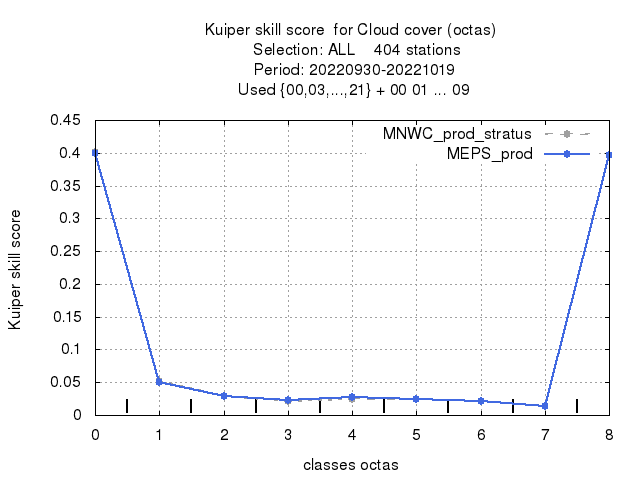 Kuiper skill score  for Cloud cover (octas)
Selection: ALL    404 stations
Period: 20220930-20221019
Used {00,03,...,21} + 00 01 ... 09
MNWC_prod_stratus
MEPS_prod
0.45
0.4
0.35
0.3
0.25
0.2
0.15
0.1
0.05
0
Kuiper skill score
0 1 2 3 4 5 6 7 8
classes octas